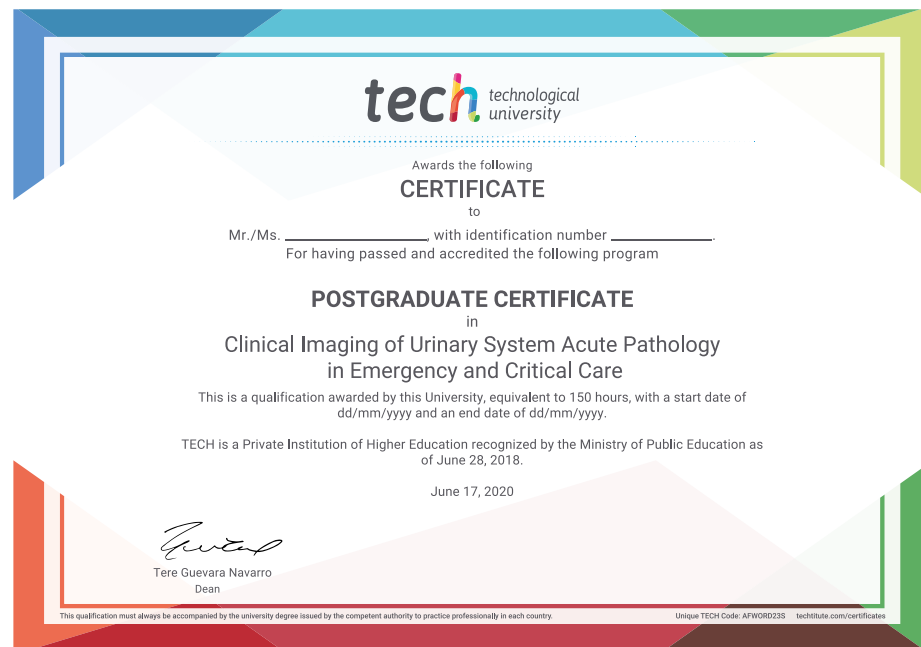 tech technological
university
Awards the following
CERTIFICATE
to
Mr./Ms. ____________________, with identification number ______________.
For having passed and accredited the following program
POSTGRADUATE CERTIFICATE
in
Clinical Imaging of Urinary System Acute Pathology
in Emergency and Critical Care
This is a qualification awarded by this University, equivalent to 150 hours, with a start date of
dd/mm/yyyy and an end date of dd/mm/yyyy.
TECH is a Private Institution of Higher Education recognized by the Ministry of Public Education as
of June 28, 2018.
June 17, 2020
Tere Guevara Navarro
Dean
This qualification must always be accompanied by the university degree issued by the competent authority to practice professionally in each country. Unique TECH Code: AFWORD23S techtitute.com/certificates